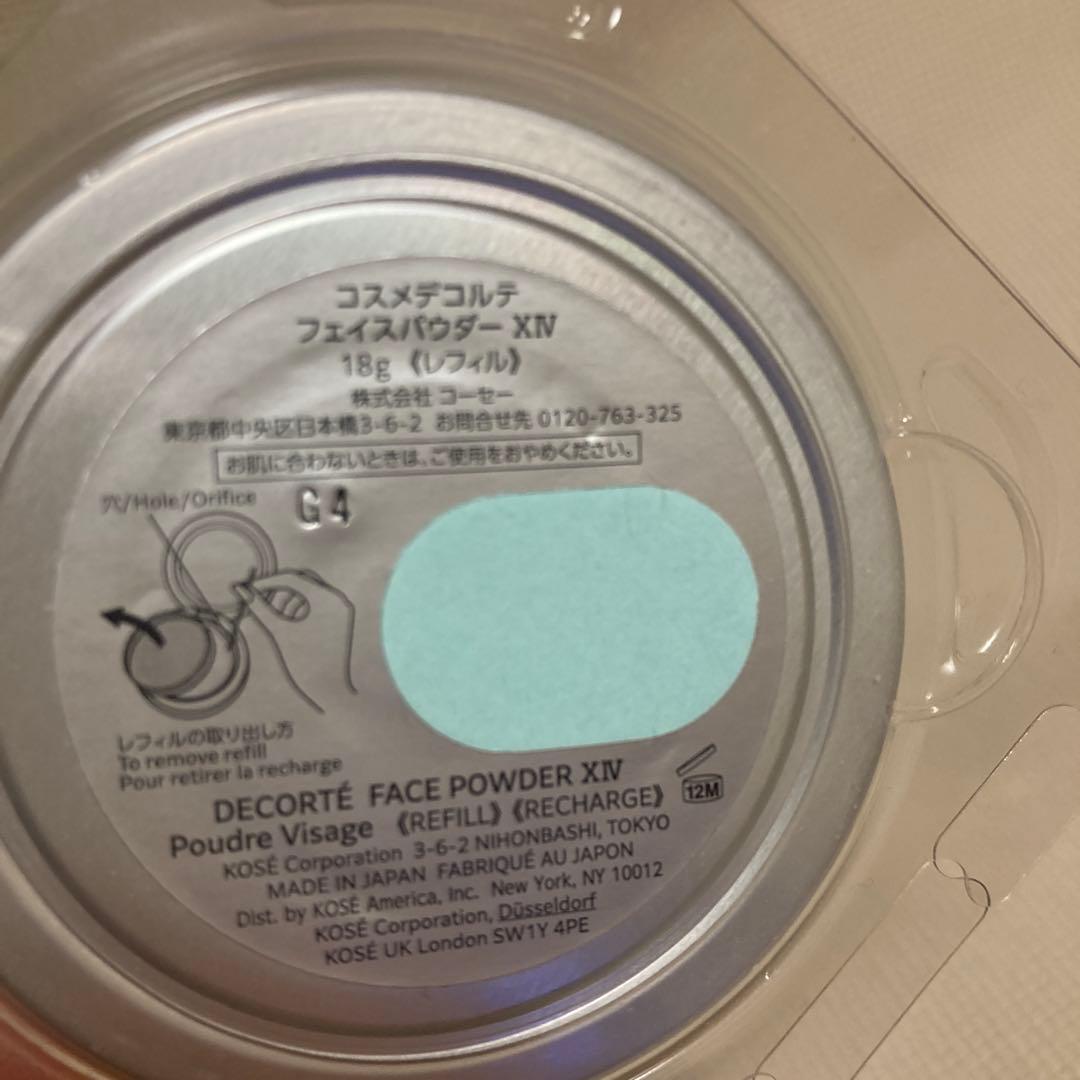 コスメデコルテ
フェイスパウダー XIV
18g 《レフィル》
株式会社 コーセー
東京都中央区日本橋3-6-2 お問合せ先 0120-763-325
お肌に合わないときは、ご使用をおやめください。
穴/Hole/Orifice
G4
レフィルの取り出し方
To remove refill
Pour retirer la recharge
DECORTÉ FACE POWDER XIV
Poudre Visage 《REFILL》《RECHARGE》
12M
KOSÉ Corporation 3-6-2 NIHONBASHI, TOKYO
MADE IN JAPAN FABRIQUÉ AU JAPON
Dist. by KOSÉ America, Inc. New York, NY 10012
KOSÉ Corporation, Düsseldorf
KOSÉ UK London SW1Y 4PE